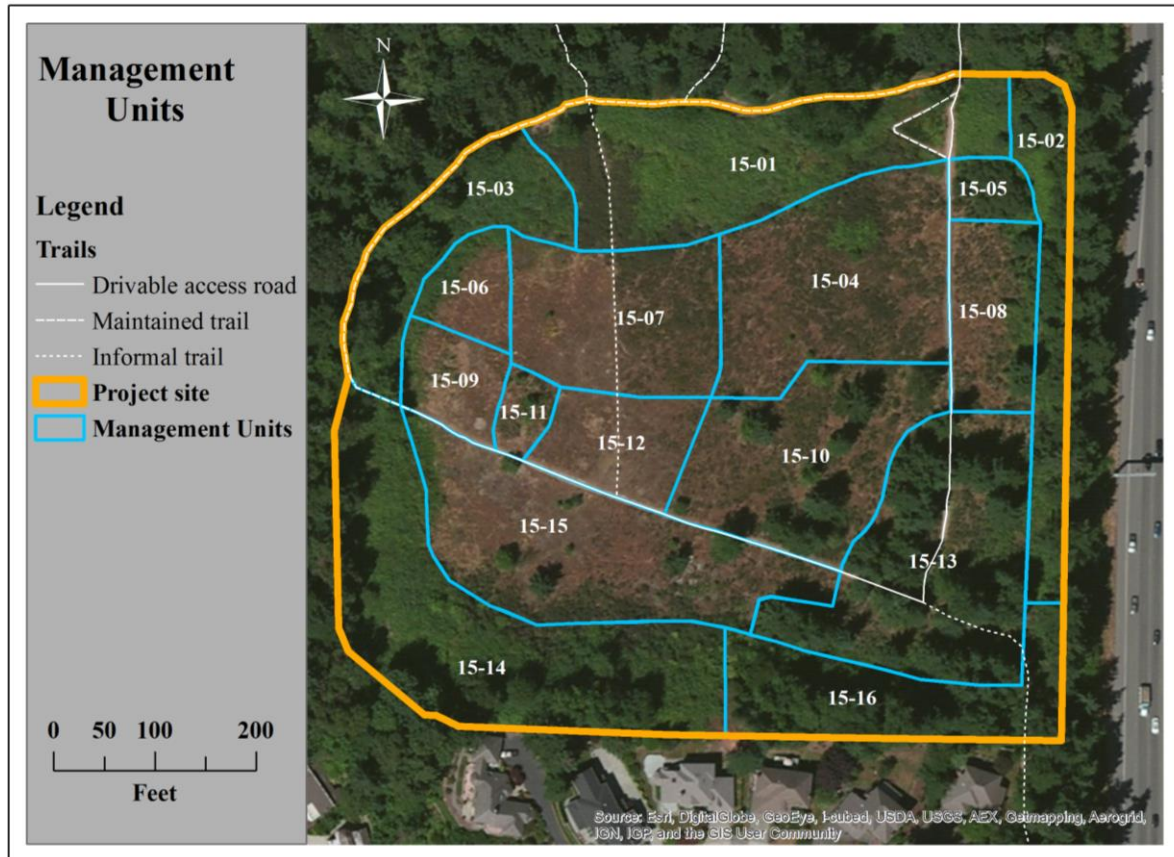 Management
Units
Legend
Trails
Drivable access road
Maintained trail
Informal trail
Project site
Management Units
0 50 100 200
Feet
N
15-01
15-02
15-03
15-05
15-06
15-04
15-07
15-08
15-09
15-11
15-12
15-10
15-15
15-13
15-14
15-16
Source: Esri, DigitalGlobe, GeoEye, i-cubed, USDA, USGS, AEX, Getmapping, Aerogrid,
IGN, IGP, and the GIS User Community